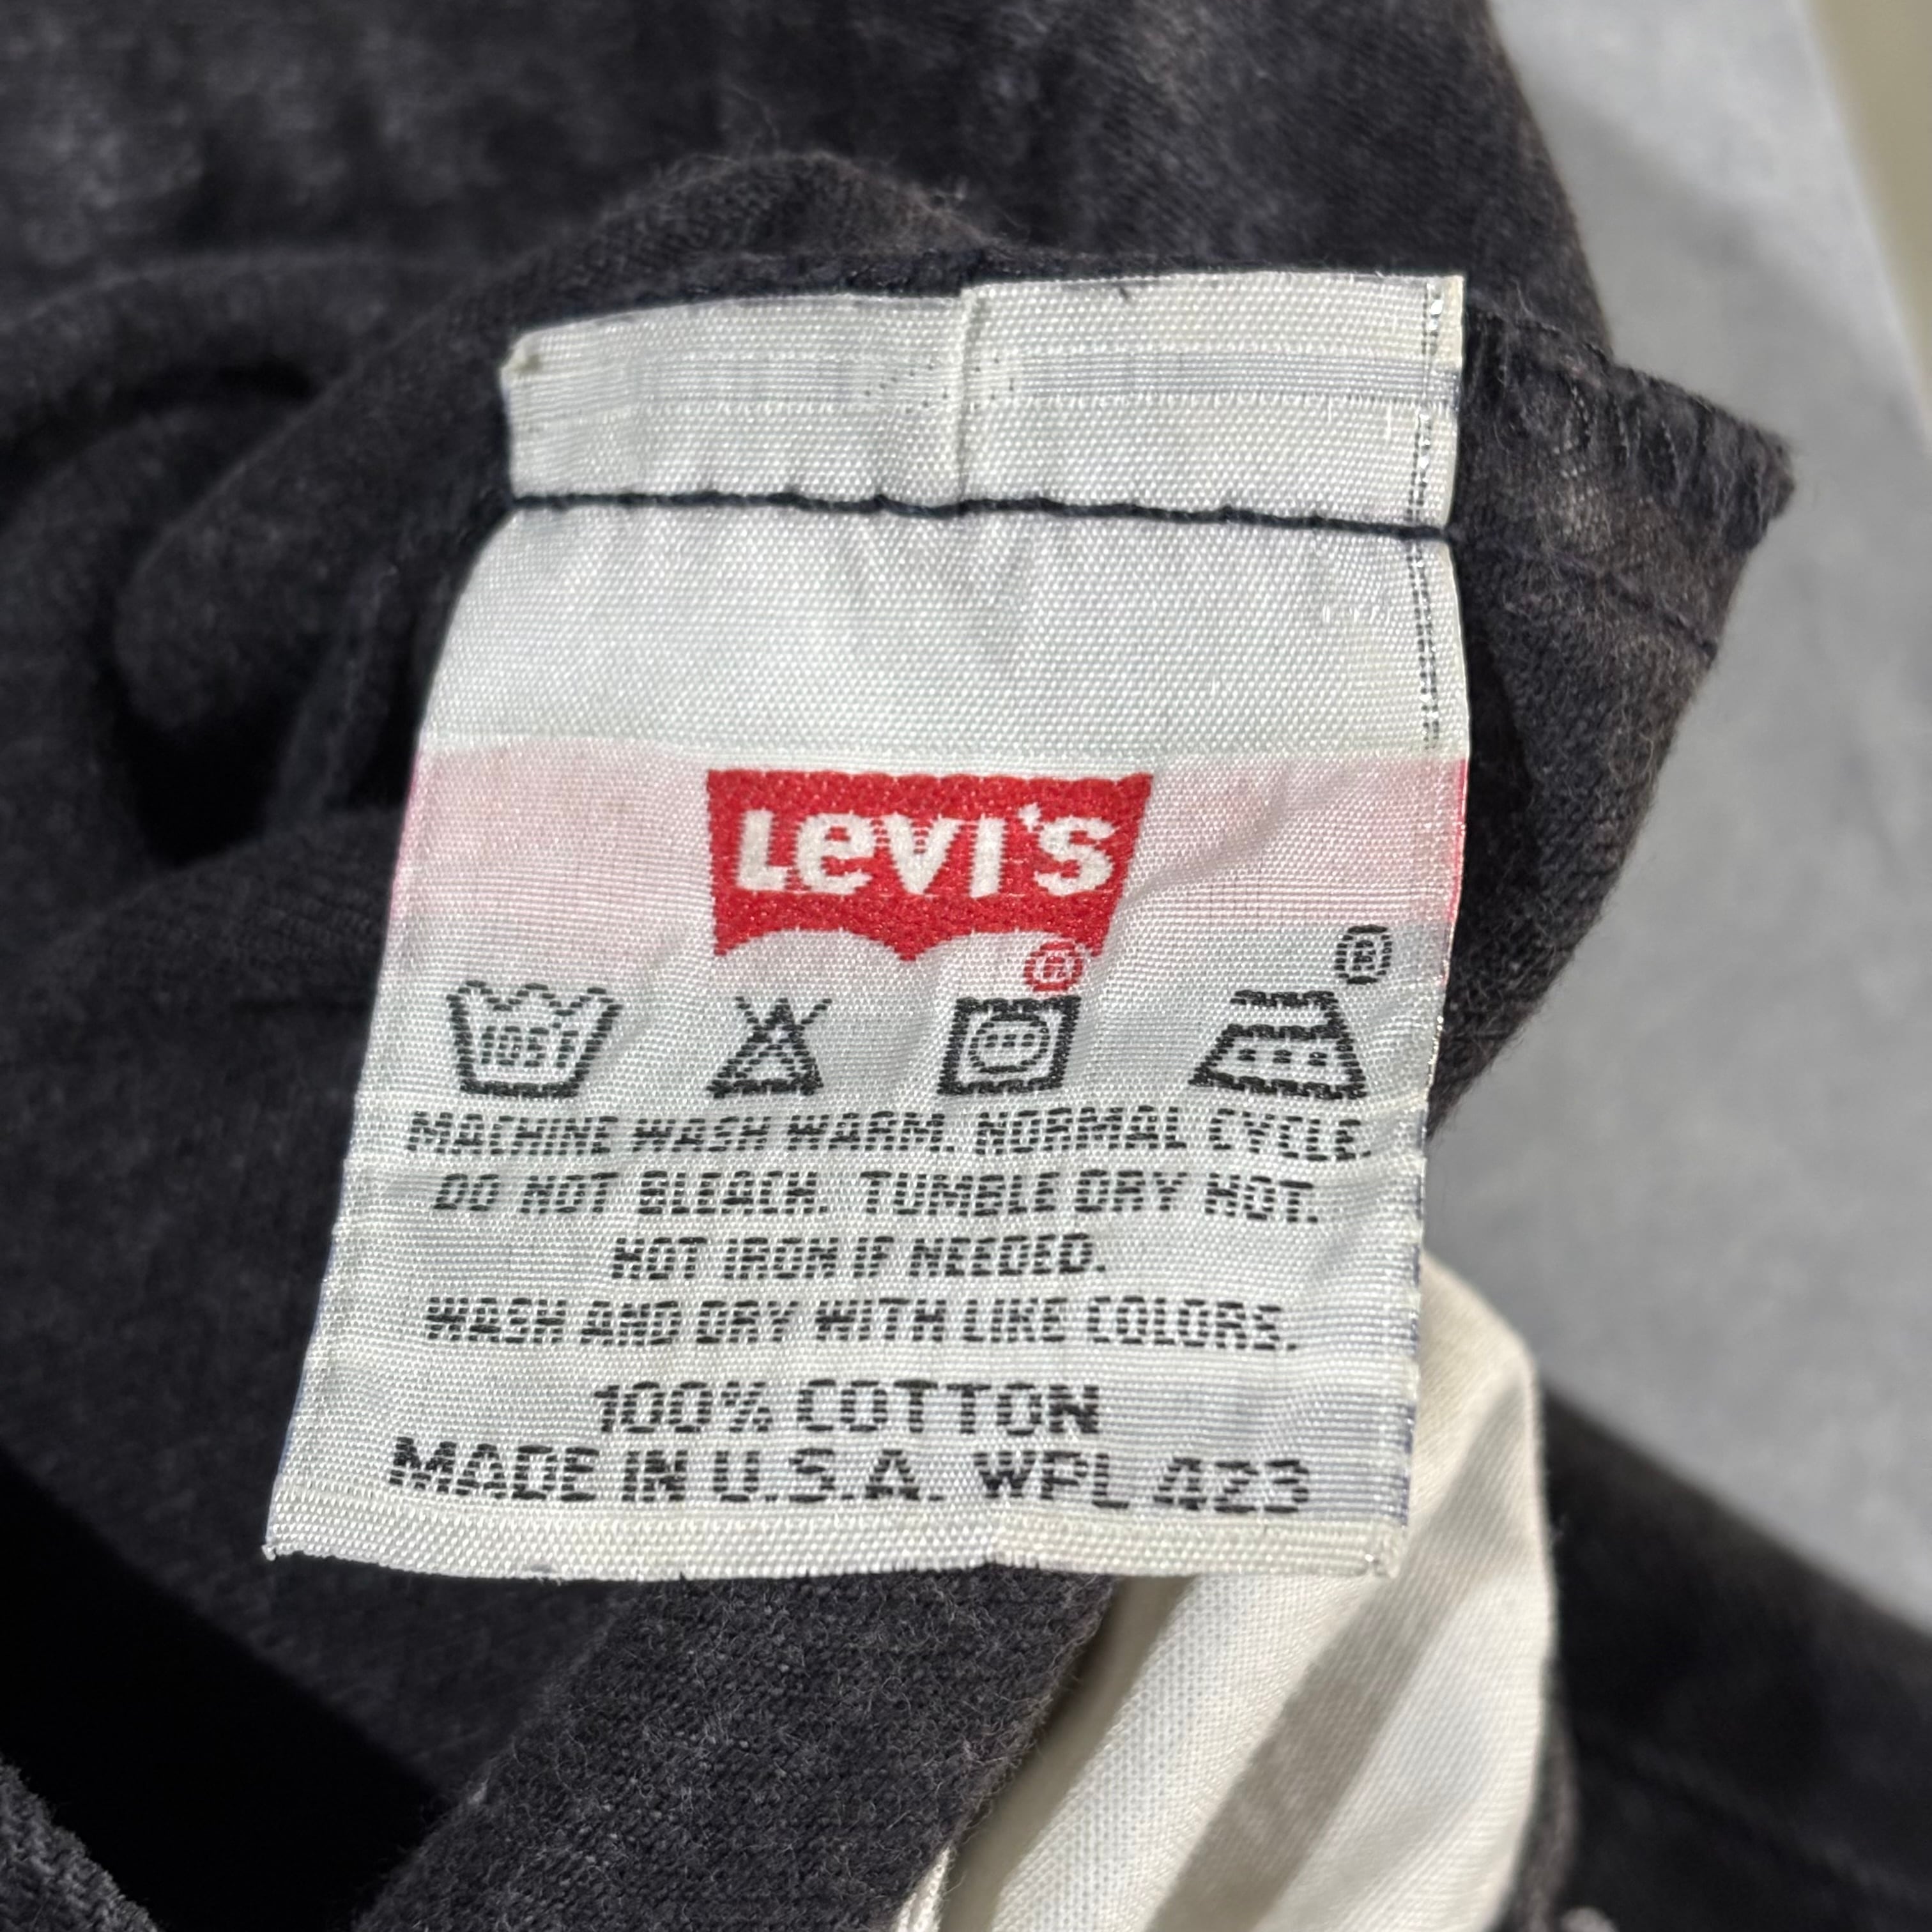 LEVI'S
®
®
105°F
MACHINE WASH WARM. NORMAL CYCLE.
DO NOT BLEACH. TUMBLE DRY HOT.
HOT IRON IF NEEDED.
WASH AND DRY WITH LIKE COLORS.
100% COTTON
MADE IN U.S.A. WPL 423